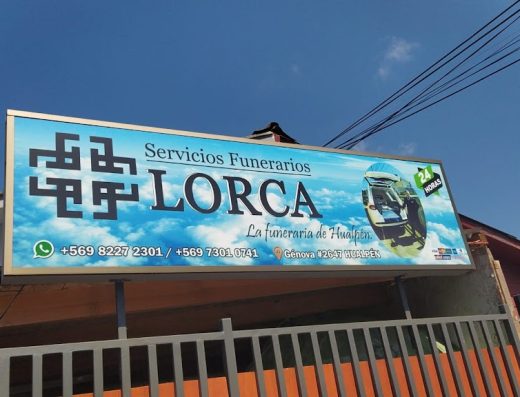 Servicios Funerarios
LORCA
La funeraria de Hualpén
24
HORAS
+569 8227 2301 / +569 7301 0741
Génova #2647 HUALPÉN